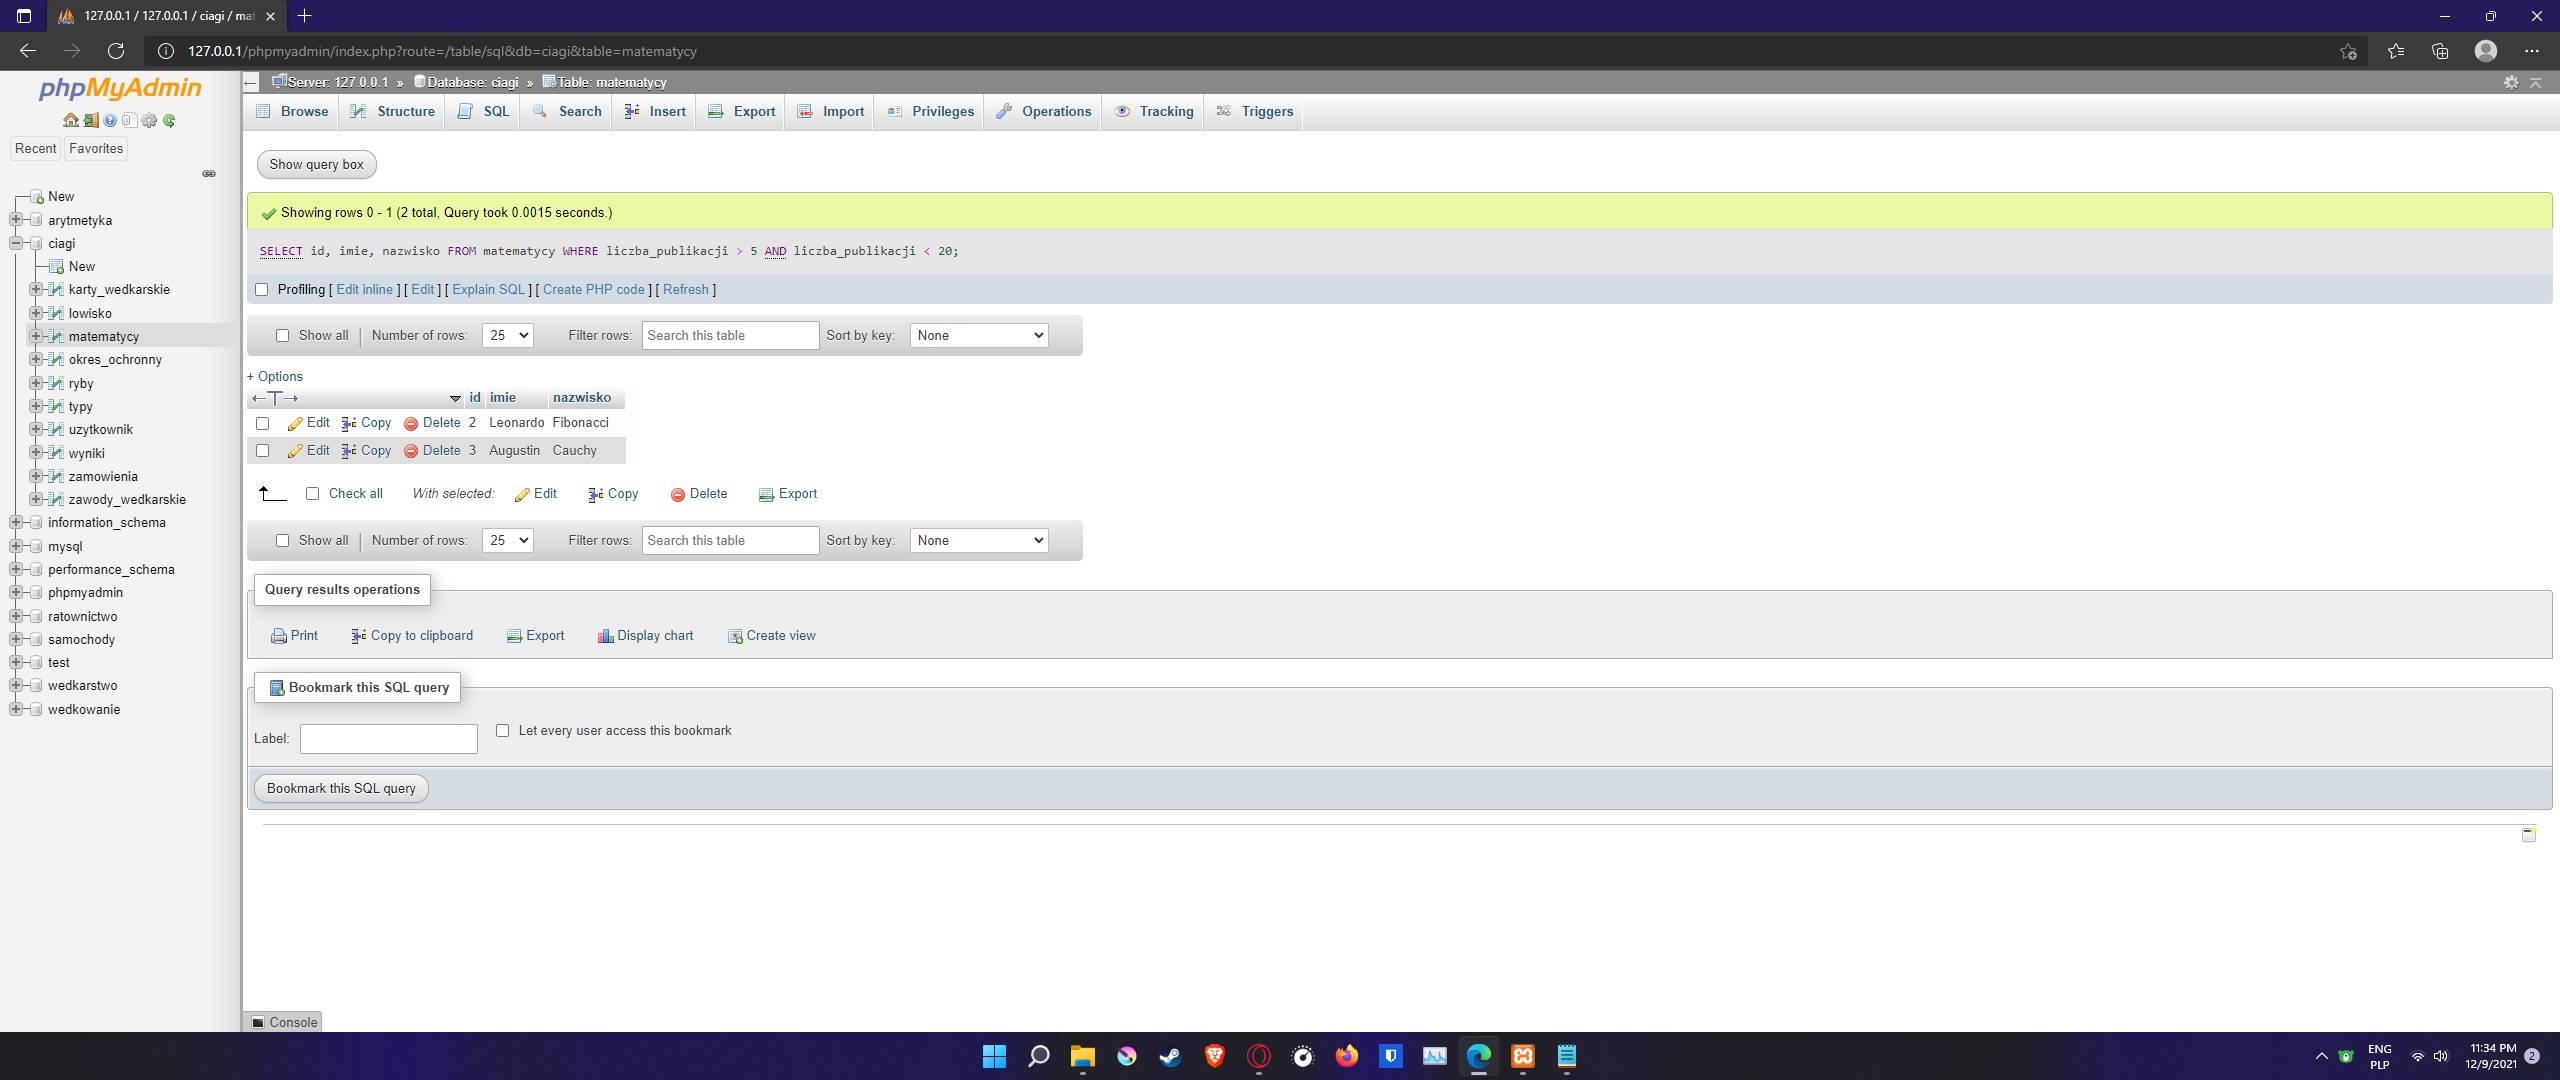 127.0.0.1 / 127.0.0.1 / ciagi / mat
127.0.0.1/phpmyadmin/index.php?route=/table/sql&db=ciagi&table=matematycy
phpMyAdmin
Recent Favorites
New
arytmetyka
ciagi
New
karty_wedkarskie
lowisko
matematycy
okres_ochronny
ryby
typy
uzytkownik
wyniki
zamowienia
zawody_wedkarskie
information_schema
mysql
performance_schema
phpmyadmin
ratownictwo
samochody
test
wedkarstwo
wedkowanie
Server: 127.0.0.1 » Database: ciagi » Table: matematycy
Browse Structure SQL Search Insert Export Import Privileges Operations Tracking Triggers
Show query box
Showing rows 0 - 1 (2 total, Query took 0.0015 seconds.)
SELECT id, imie, nazwisko FROM matematycy WHERE liczba_publikacji > 5 AND liczba_publikacji < 20;
Profiling [ Edit inline ] [ Edit ] [ Explain SQL ] [ Create PHP code ] [ Refresh ]
Show all Number of rows: 25 Filter rows: Search this table Sort by key: None
+ Options
id imie nazwisko
Edit Copy Delete 2 Leonardo Fibonacci
Edit Copy Delete 3 Augustin Cauchy
Check all With selected: Edit Copy Delete Export
Show all Number of rows: 25 Filter rows: Search this table Sort by key: None
Query results operations
Print Copy to clipboard Export Display chart Create view
Bookmark this SQL query
Label: Let every user access this bookmark
Bookmark this SQL query
Console
ENG
PLP
11:34 PM
12/9/2021
2